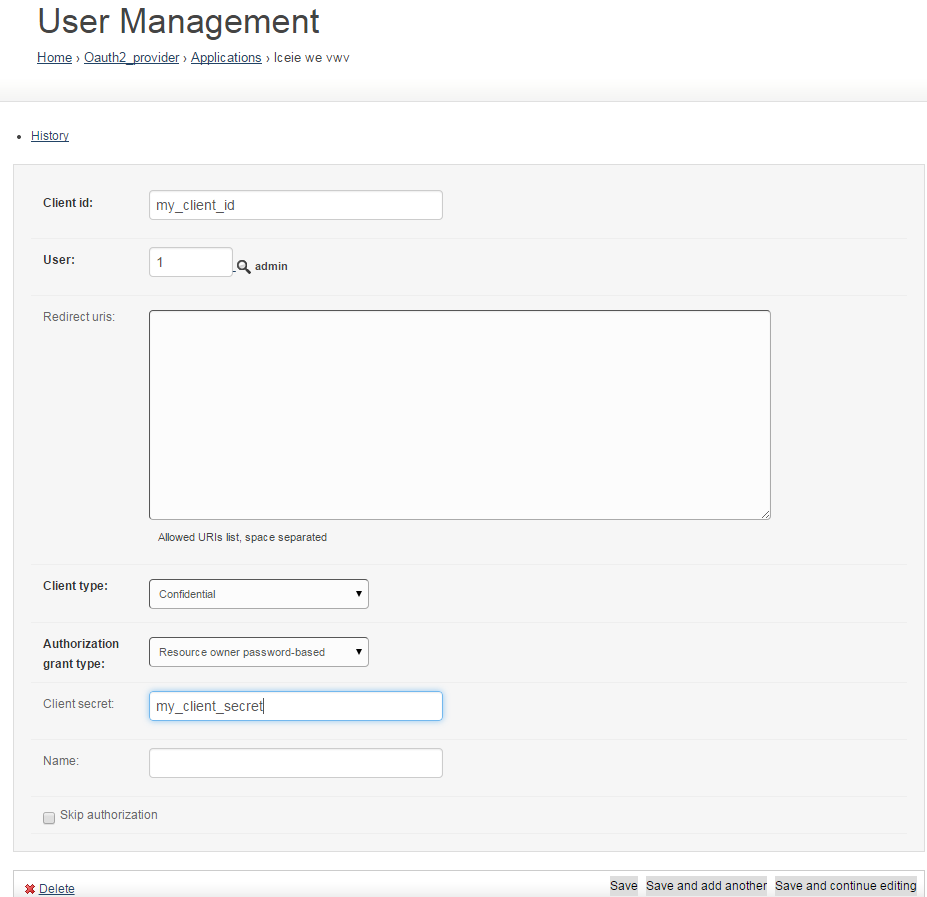 User Management
Home › Oauth2_provider › Applications › Iceie we vwv
History
Client id: my_client_id
User: 1 admin
Redirect uris:
Allowed URIs list, space separated
Client type: Confidential
Authorization grant type: Resource owner password-based
Client secret: my_client_secret
Name:
Skip authorization
Delete Save Save and add another Save and continue editing